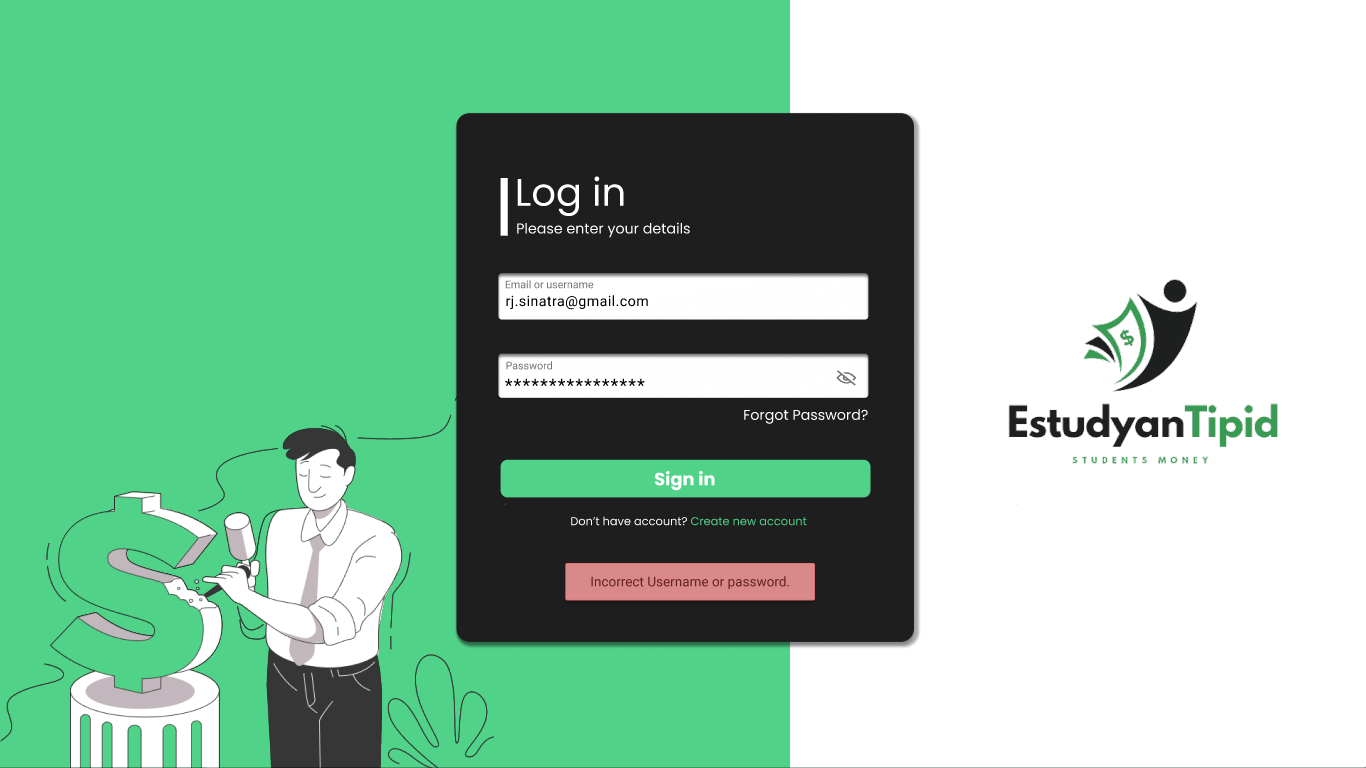 Log in
Please enter your details
Email or username
rj.sinatra@gmail.com
Password
****************
Forgot Password?
Sign in
Don't have account? Create new account
Incorrect Username or password.
$
EstudyanTipid
STUDENTS MONEY